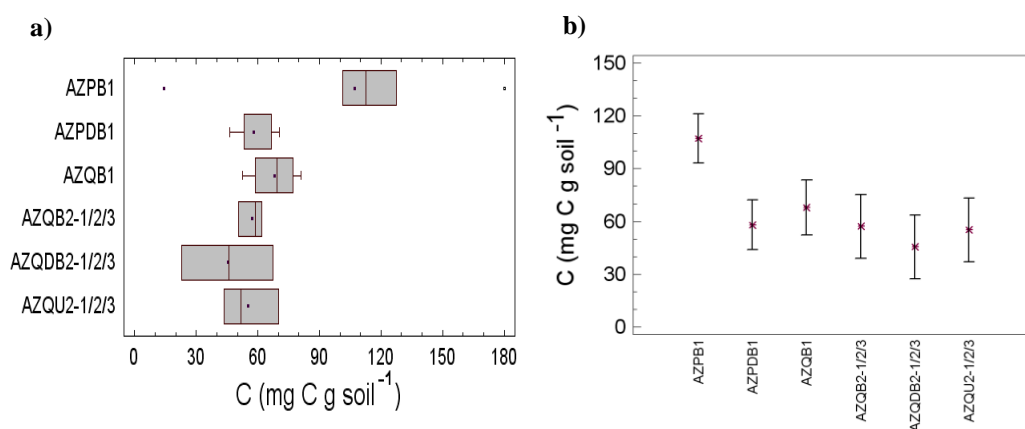 a)
AZPB1
AZPDB1
AZQB1
AZQB2-1/2/3
AZQDB2-1/2/3
AZQU2-1/2/3
0 30 60 90 120 150 180
C (mg C g soil⁻¹)
b)
150
120
90
60
30
0
C (mg C g soil ⁻¹)
AZPB1
AZPDB1
AZQB1
AZQB2-1/2/3
AZQDB2-1/2/3
AZQU2-1/2/3